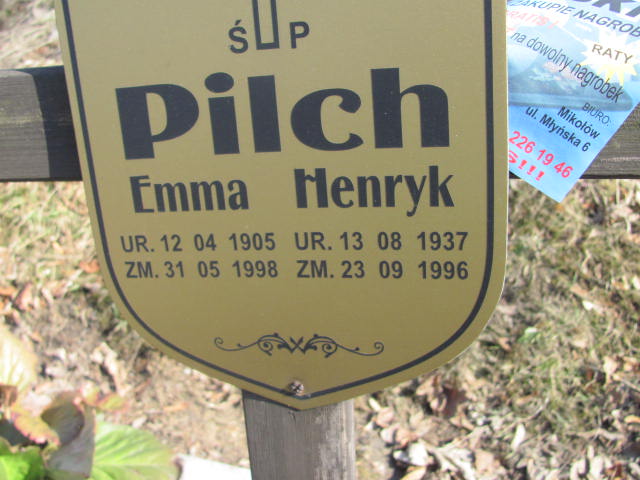 Ś P
Pilch
Emma Henryk
UR. 12 04 1905 UR. 13 08 1937
ZM. 31 05 1998 ZM. 23 09 1996
RATY
na dowolny nagrobek
BIURO:
Mikołów
ul. Młyńska 6
226 19 46